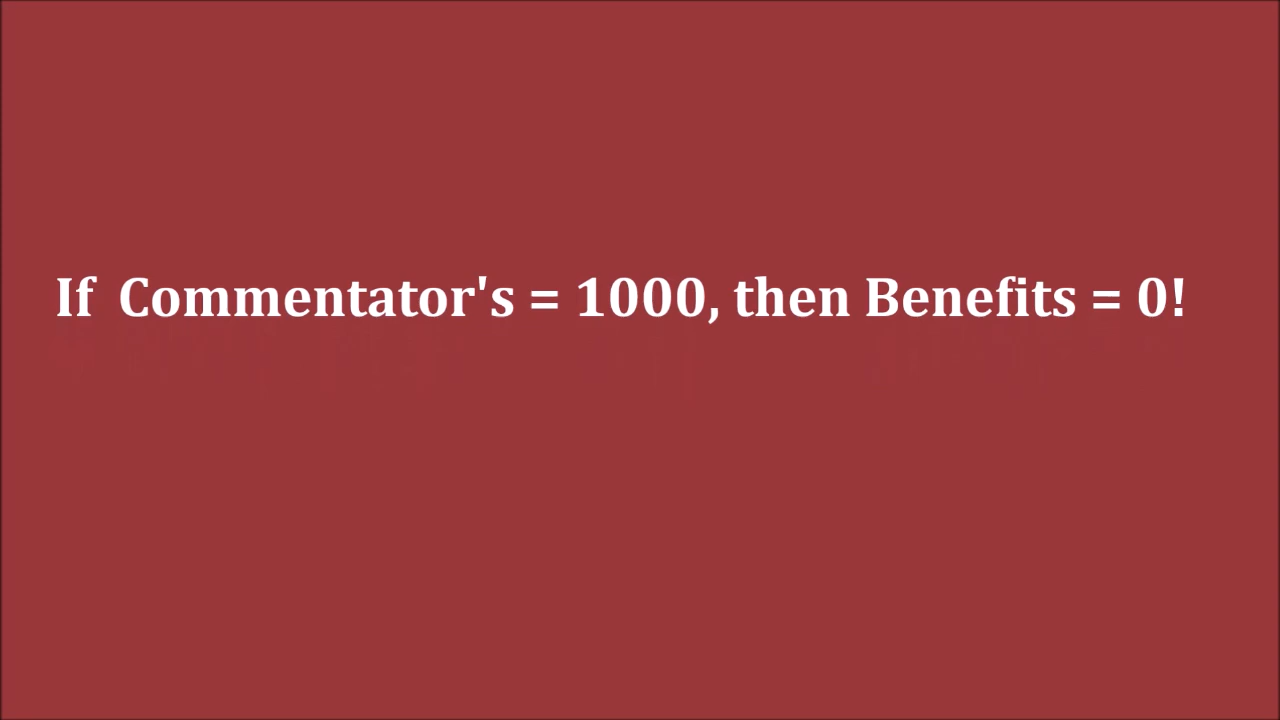 If  Commentator's = 1000, then Benefits = 0!